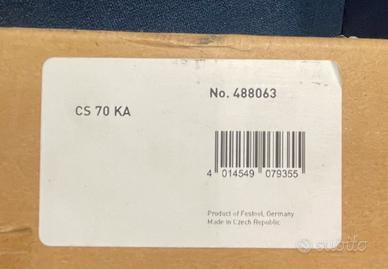 No. 488063
CS 70 KA
4 014549 079355
Product of Festool, Germany
Made in Czech Republic
subito